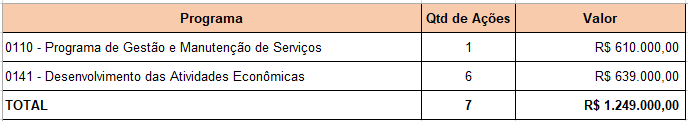 Programa Qtd de Ações Valor
0110 - Programa de Gestão e Manutenção de Serviços 1 R$ 610.000,00
0141 - Desenvolvimento das Atividades Econômicas 6 R$ 639.000,00
TOTAL 7 R$ 1.249.000,00